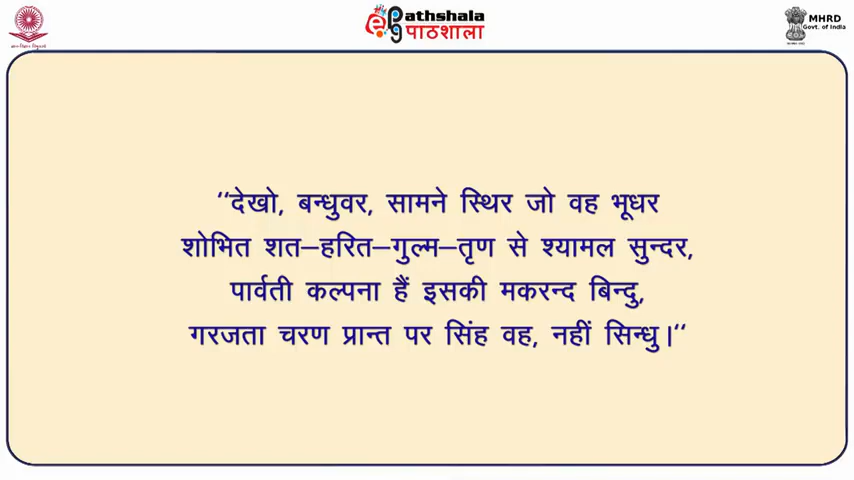 ePathshala
पाठशाला
MHRD
Govt. of India
‘‘देखो, बन्धुवर, सामने स्थिर जो वह भूधर
शोभित शत–हरित–गुल्म–तृण से श्यामल सुन्दर,
पार्वती कल्पना हैं इसकी मकरन्द बिन्दु,
गरजता चरण प्रान्त पर सिंह वह, नहीं सिन्धु।‘‘